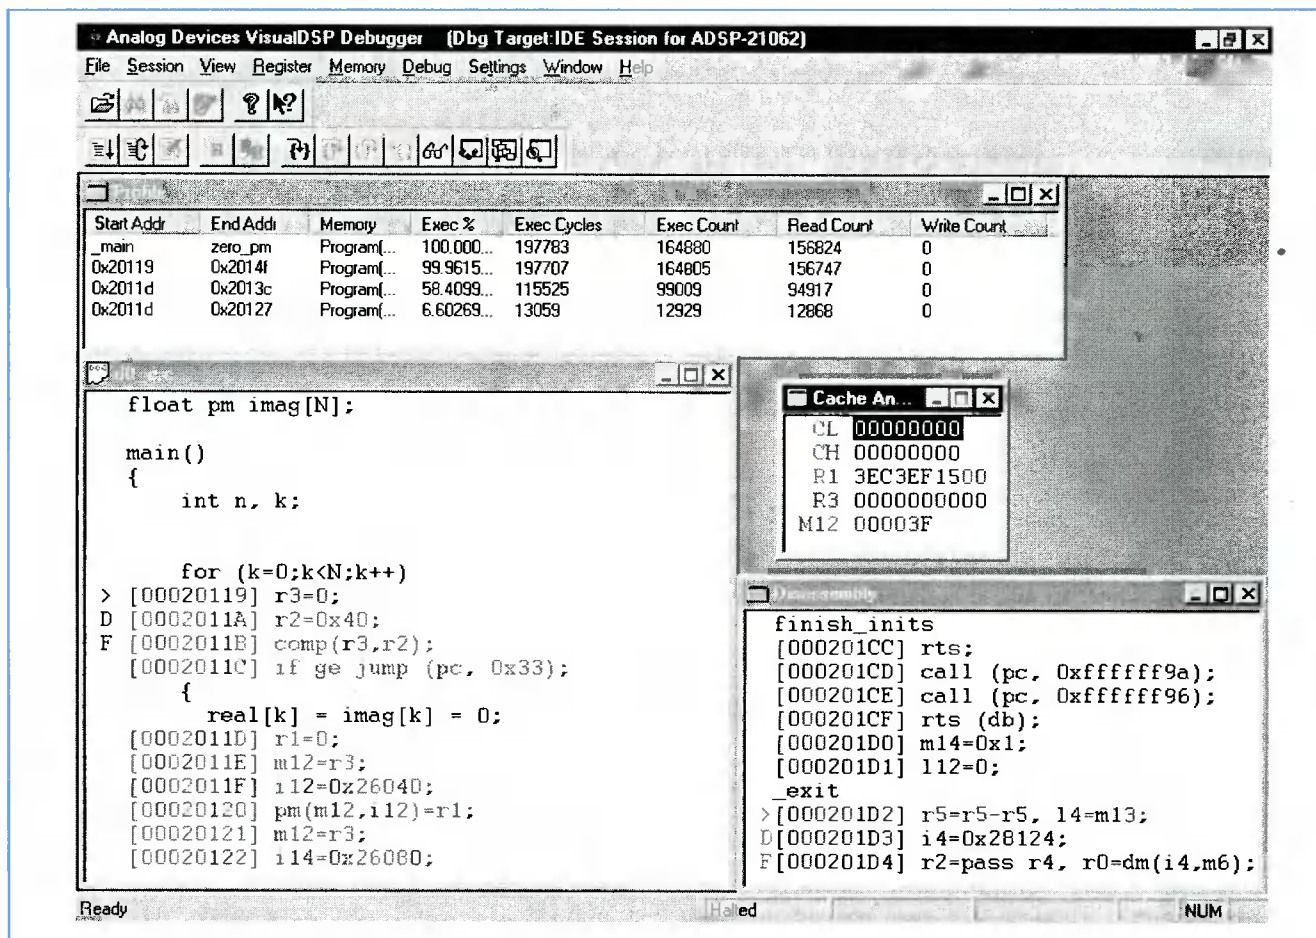 Analog Devices VisualDSP Debugger (Dbg Target:IDE Session for ADSP-21062)
File Session View Register Memory Debug Settings Window Help
Start Addr End Addr Memory Exec % Exec Cycles Exec Count Read Count Write Count
_main zero_pm Program(... 100.000... 197783 164880 156824 0
0x20119 0x2014f Program(... 99.9615... 197707 164805 156747 0
0x2011d 0x2013c Program(... 58.4099... 115525 99009 94917 0
0x2011d 0x20127 Program(... 6.60269... 13059 12929 12868 0
float pm imag[N];
main()
{
int n, k;
for (k=0;k<N;k++)
> [00020119] r3=0;
D [0002011A] r2=0x40;
F [0002011B] comp(r3,r2);
[0002011C] if ge jump (pc, 0x33);
{
real[k] = imag[k] = 0;
[0002011D] r1=0;
[0002011E] m12=r3;
[0002011F] i12=0x26040;
[00020120] pm(m12,i12)=r1;
[00020121] m12=r3;
[00020122] i14=0x26080;
Cache An...
CL 00000000
CH 00000000
R1 3EC3EF1500
R3 0000000000
M12 00003F
Disassembly
finish_inits
[000201CC] rts;
[000201CD] call (pc, 0xffffff9a);
[000201CE] call (pc, 0xffffff96);
[000201CF] rts (db);
[000201D0] m14=0x1;
[000201D1] l12=0;
_exit
>[000201D2] r5=r5-r5, l4=m13;
D[000201D3] i4=0x28124;
F[000201D4] r2=pass r4, r0=dm(i4,m6);
Ready Halted NUM